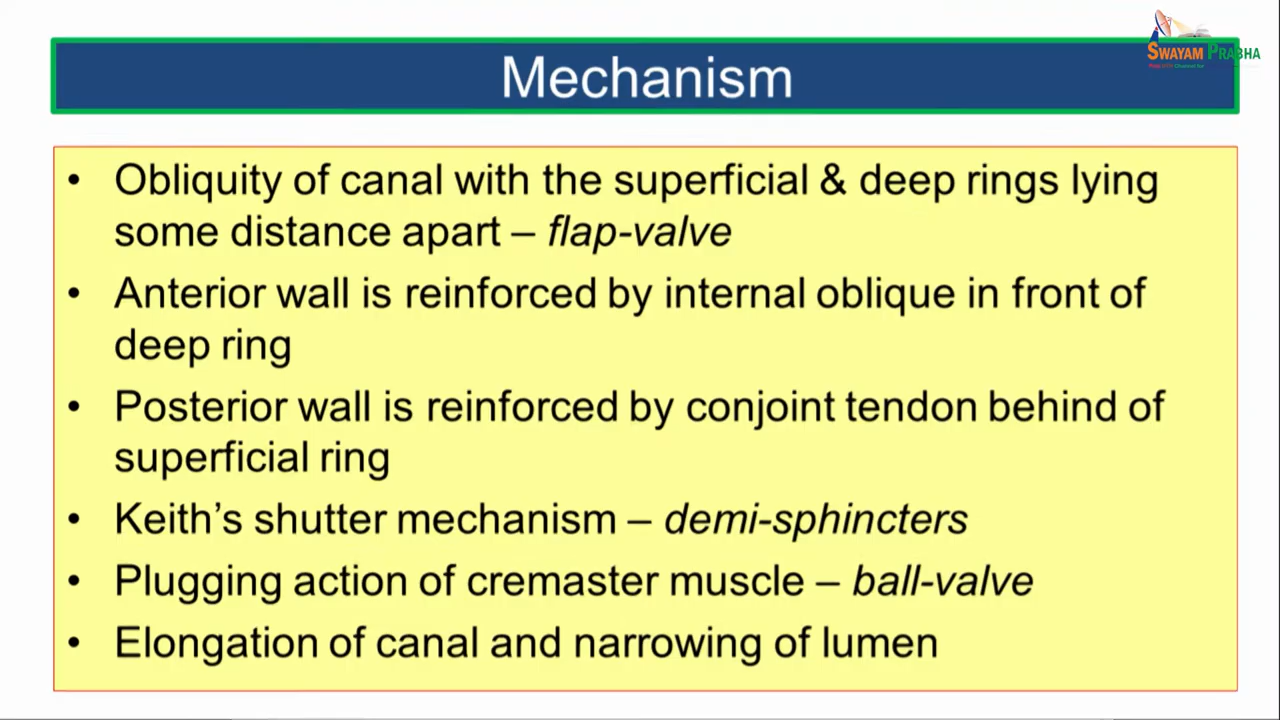 SWAYAM PRABHA
Mechanism
• Obliquity of canal with the superficial & deep rings lying
some distance apart – flap-valve
• Anterior wall is reinforced by internal oblique in front of
deep ring
• Posterior wall is reinforced by conjoint tendon behind of
superficial ring
• Keith’s shutter mechanism – demi-sphincters
• Plugging action of cremaster muscle – ball-valve
• Elongation of canal and narrowing of lumen